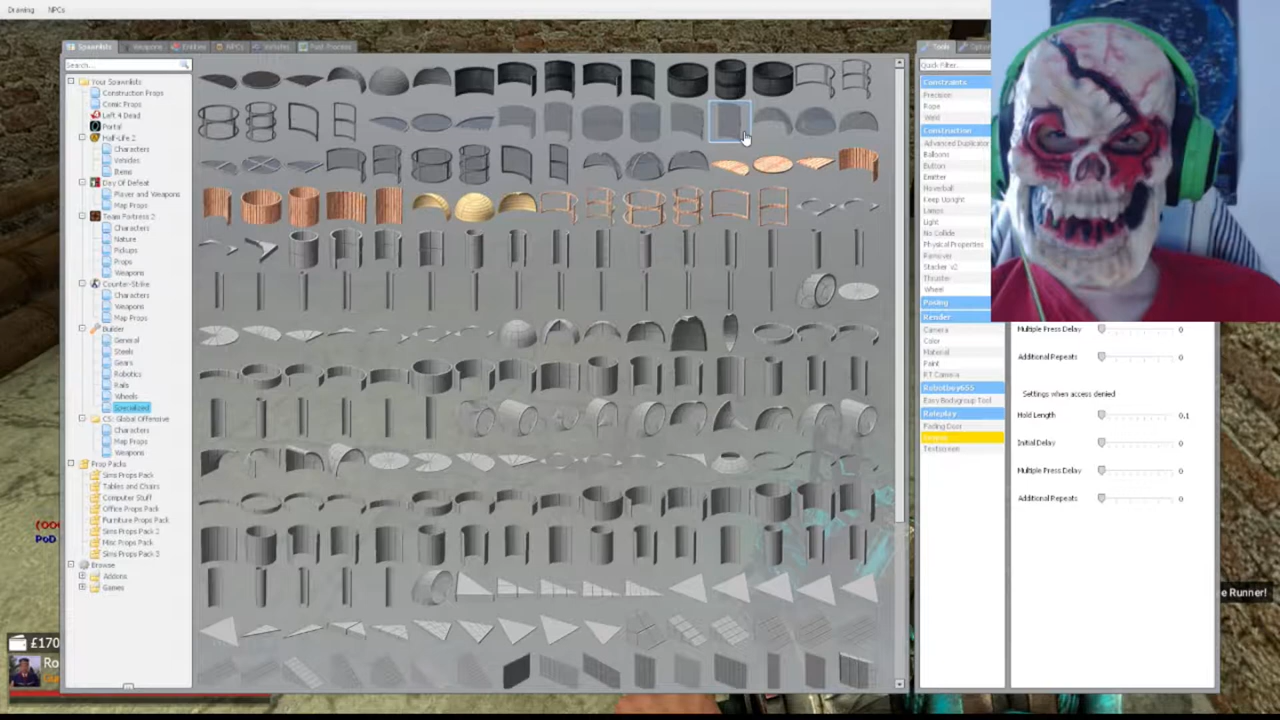 Drawing NPCs
Spawnlists Weapons Entities NPCs Vehicles Post Process
Search...
Your Spawnlists
Construction Props
Comic Props
Left 4 Dead
Portal
Half-Life 2
Characters
Vehicles
Items
Day Of Defeat
Player and Weapons
Map Props
Team Fortress 2
Characters
Nature
Pickups
Props
Weapons
Counter-Strike
Characters
Weapons
Map Props
Builder
General
Steels
Gears
Robotics
Rails
Wheels
Specialized
CS: Global Offensive
Characters
Map Props
Weapons
Prop Packs
Sims Props Pack
Tables and Chairs
Computer Stuff
Office Props Pack
Furniture Props Pack
Sims Props Pack 2
Misc Props Pack
Sims Props Pack 3
Browse
Addons
Games
Tools
Quick Filter...
Constraints
Precision
Rope
Weld
Construction
Advanced Duplicator
Balloons
Button
Emitter
Hoverball
Keep Upright
Lamps
Light
No Collide
Physical Properties
Remover
Stacker v2
Thruster
Wheel
Posing
Render
Camera
Color
Material
Paint
RT Camera
Robotboy655
Easy Bodygroup Tool
Roleplay
Fading Door
Keypad
Textscreen
Multiple Press Delay 0
Additional Repeats 0
Settings when access denied
Hold Length 0.1
Initial Delay 0
Multiple Press Delay 0
Additional Repeats 0
(OOC
PoD
£170
Ro
e Runner!